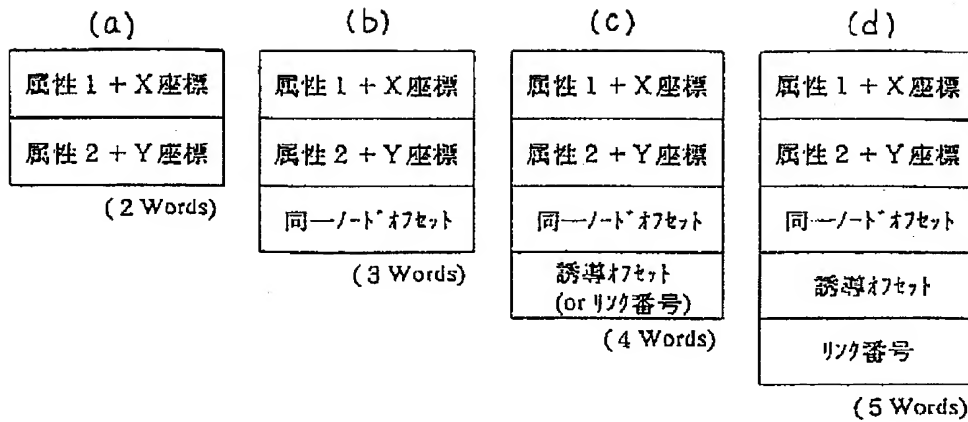 (a)
属性1+X座標
属性2+Y座標
(2 Words)
(b)
属性1+X座標
属性2+Y座標
同一ノードオフセット
(3 Words)
(c)
属性1+X座標
属性2+Y座標
同一ノードオフセット
誘導オフセット
(or リンク番号)
(4 Words)
(d)
属性1+X座標
属性2+Y座標
同一ノードオフセット
誘導オフセット
リンク番号
(5 Words)